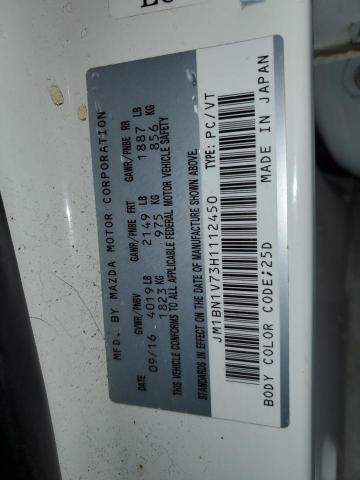 MFD. BY MAZDA MOTOR CORPORATION
DATE GVWR/PNBV GAWR/PNBE FRT GAWR/PNBE RR
09/16 4019 LB 2149 LB 1887 LB
1823 KG 975 KG 856 KG
THIS VEHICLE CONFORMS TO ALL APPLICABLE FEDERAL MOTOR VEHICLE SAFETY
STANDARDS IN EFFECT ON THE DATE OF MANUFACTURE SHOWN ABOVE.
JM1BN1V73H1112450 TYPE: PC/VT
BODY COLOR CODE;25D MADE IN JAPAN